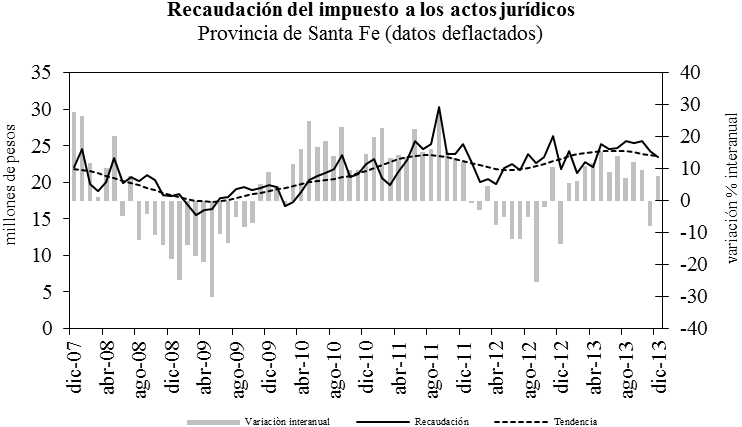 Recaudación del impuesto a los actos jurídicos
Provincia de Santa Fe (datos deflactados)
millones de pesos
35
30
25
20
15
10
5
0
40
30
20
10
0
-10
-20
-30
-40
variación % interanual
dic-07
abr-08
ago-08
dic-08
abr-09
ago-09
dic-09
abr-10
ago-10
dic-10
abr-11
ago-11
dic-11
abr-12
ago-12
dic-12
abr-13
ago-13
dic-13
Variaciòn interanual
Recaudación
Tendencia